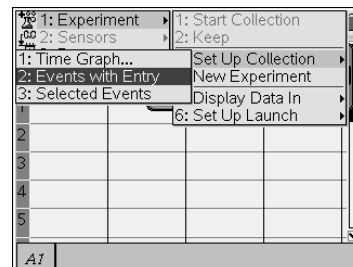 1: Experiment
1: Start Collection
2: Sensors
2: Keep
1: Time Graph...
Set Up Collection
2: Events with Entry
New Experiment
3: Selected Events
Display Data In
1
6: Set Up Launch
2
3
4
5
A1